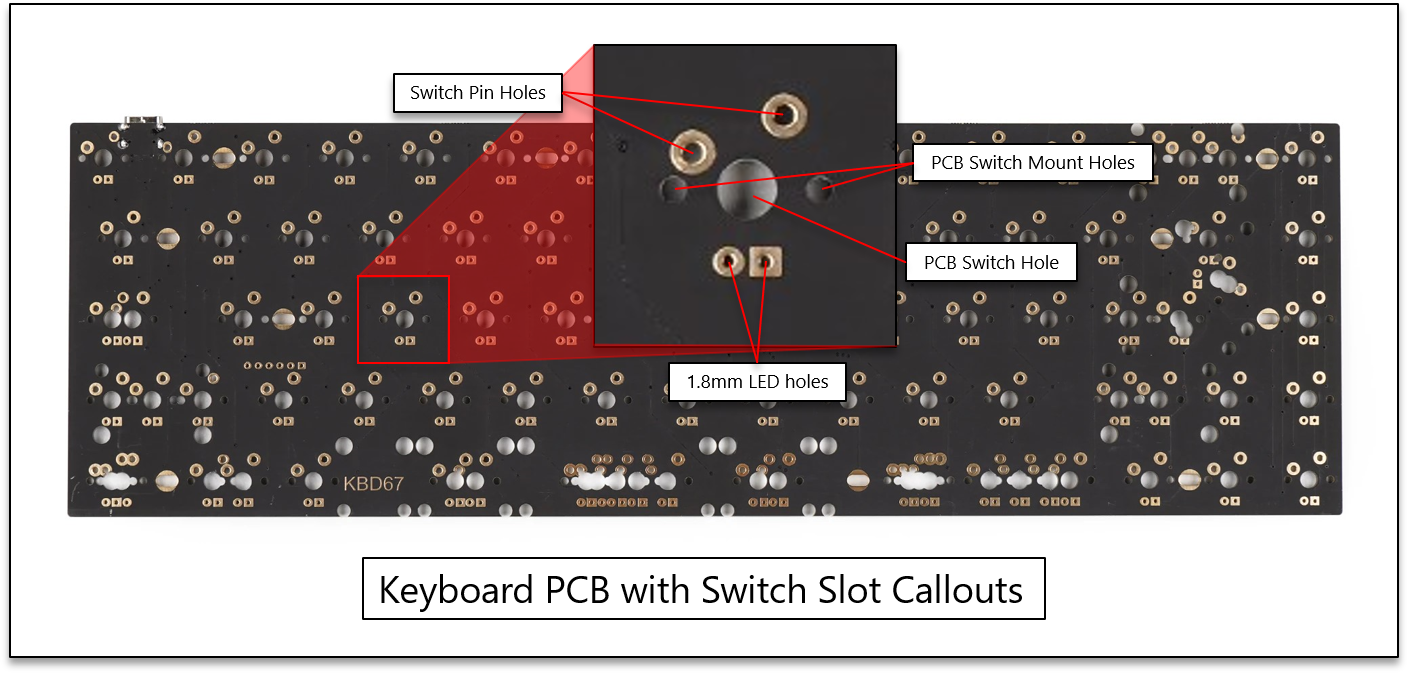 Switch Pin Holes
PCB Switch Mount Holes
PCB Switch Hole
1.8mm LED holes
KBD67
Keyboard PCB with Switch Slot Callouts